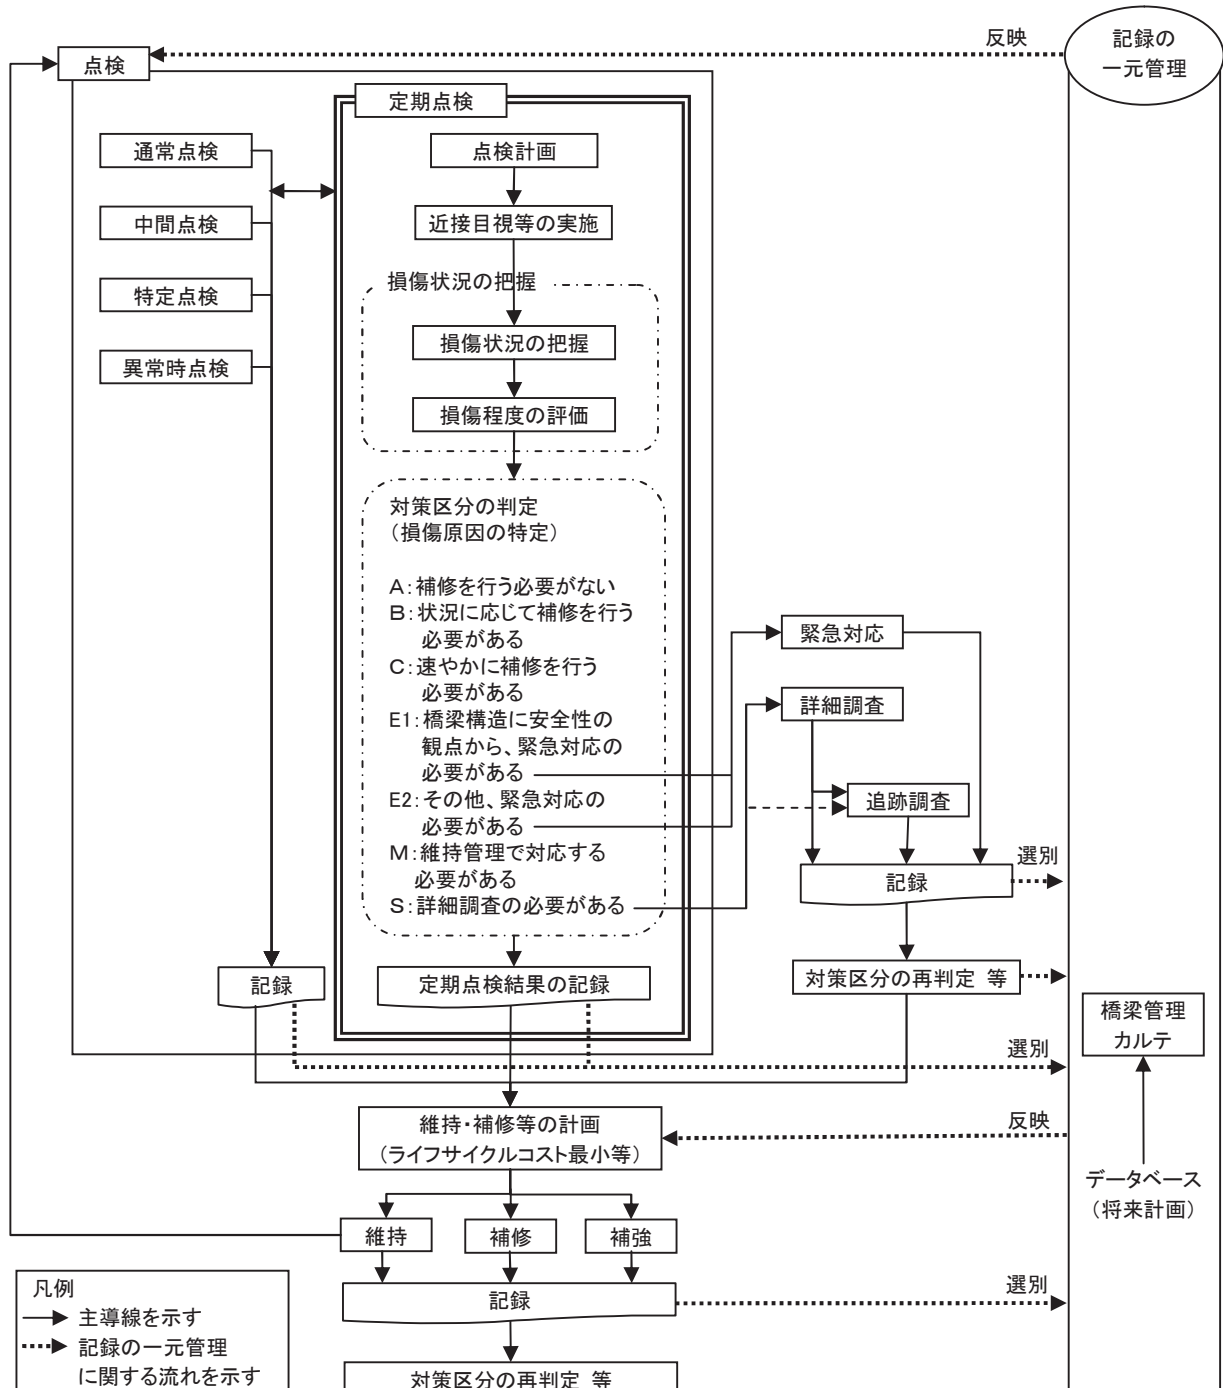 反映
記録の
一元管理
点検
定期点検
通常点検
点検計画
中間点検
近接目視等の実施
特定点検
損傷状況の把握
損傷状況の把握
異常時点検
損傷程度の評価
対策区分の判定
（損傷原因の特定）
A：補修を行う必要がない
B：状況に応じて補修を行う
必要がある
C：速やかに補修を行う
必要がある
E1：橋梁構造に安全性の
観点から、緊急対応の
必要がある
E2：その他、緊急対応の
必要がある
M：維持管理で対応する
必要がある
S：詳細調査の必要がある
緊急対応
詳細調査
追跡調査
選別
記録
記録
定期点検結果の記録
対策区分の再判定 等
橋梁管理
カルテ
選別
維持・補修等の計画
（ライフサイクルコスト最小等）
反映
データベース
（将来計画）
維持
補修
補強
選別
記録
凡例
主導線を示す
記録の一元管理
に関する流れを示す
対策区分の再判定 等